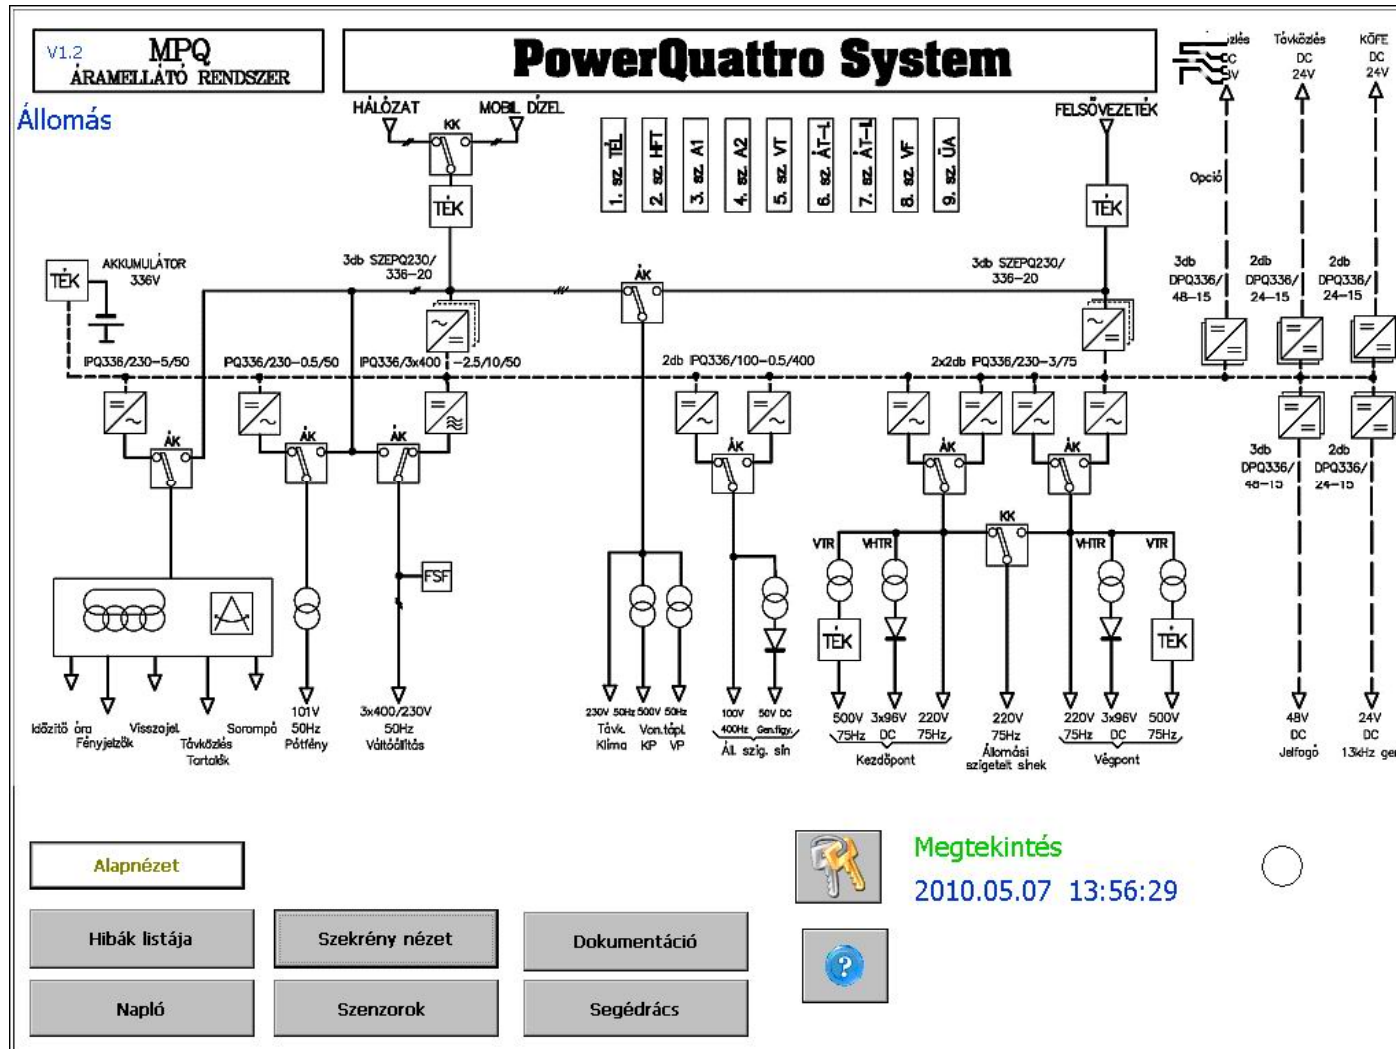 V1.2
MPQ
ÁRAMELLÁTÓ RENDSZER
PowerQuattro System
Állomás
HÁLÓZAT
MOBIL DÍZEL
FELSŐVEZETÉK
Távközlés
DC
24V
KÖFE
DC
24V
KK
TÉK
1. sz. TÉL
2. sz. HFT
3. sz. A1
4. sz. A2
5. sz. VT
6. sz. ÁT-L
7. sz. ÁT-L
8. sz. VF
9. sz. ÜA
TÉK
Opció
TÉK
AKKUMULÁTOR
336V
3db SZEPQ230/
336-20
ÁK
3db SZEPQ230/
336-20
3db
DPQ336/
48-15
2db
DPQ336/
24-15
2db
DPQ336/
24-15
IPQ336/230-5/50
IPQ336/230-0.5/50
IPQ336/3x400
-2.5/10/50
2db IPQ336/100-0.5/400
2x2db IPQ336/230-3/75
ÁK
ÁK
ÁK
ÁK
ÁK
ÁK
3db
DPQ336/
48-15
2db
DPQ336/
24-15
KK
VTR
VHTR
VHTR
VTR
FSF
TÉK
TÉK
Időzítő óra
Fényjelzők
Visszajel.
Távközlés
Tartalék
Sorompó
101V
50Hz
Pótfény
3x400/230V
50Hz
Váltóállítás
230V 50Hz
Távk.
Klíma
500V 50Hz
Von.tápl.
KP
VP
100V
400Hz
50V DC
Gen.figy.
Áll. szig. sín
500V
75Hz
3x96V
DC
220V
75Hz
Kezdőpont
220V
75Hz
Állomási
szigetelt sínek
220V
75Hz
3x96V
DC
500V
75Hz
Végpont
48V
DC
Jelfogó
24V
DC
13kHz ge
Alapnézet
Megtekintés
2010.05.07 13:56:29
Hibák listája
Szekrény nézet
Dokumentáció
Napló
Szenzorok
Segédrács
?